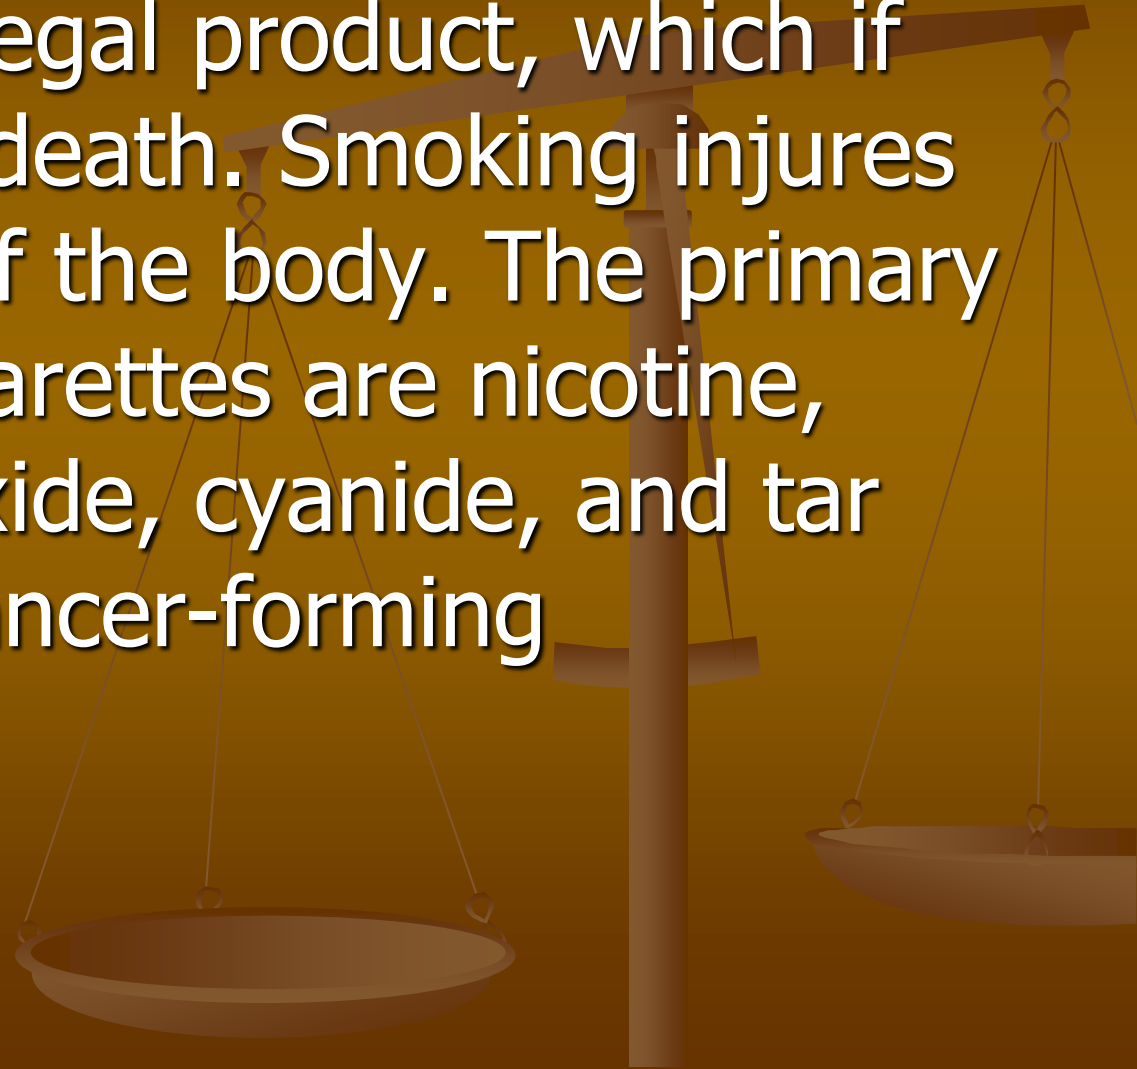 egal product, which if
death. Smoking injures
f the body. The primary
arettes are nicotine,
xide, cyanide, and tar
ncer-forming